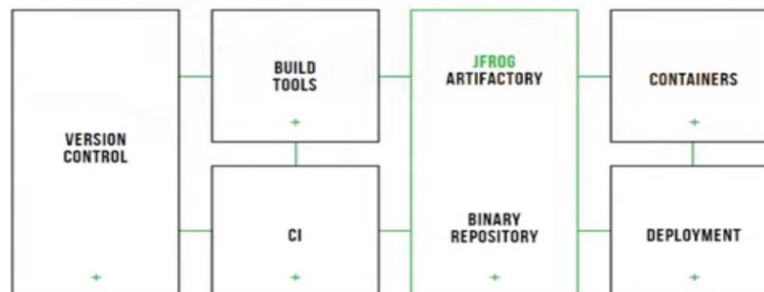 VERSION
CONTROL
BUILD
TOOLS
CI
JFROG
ARTIFACTORY
BINARY
REPOSITORY
CONTAINERS
DEPLOYMENT